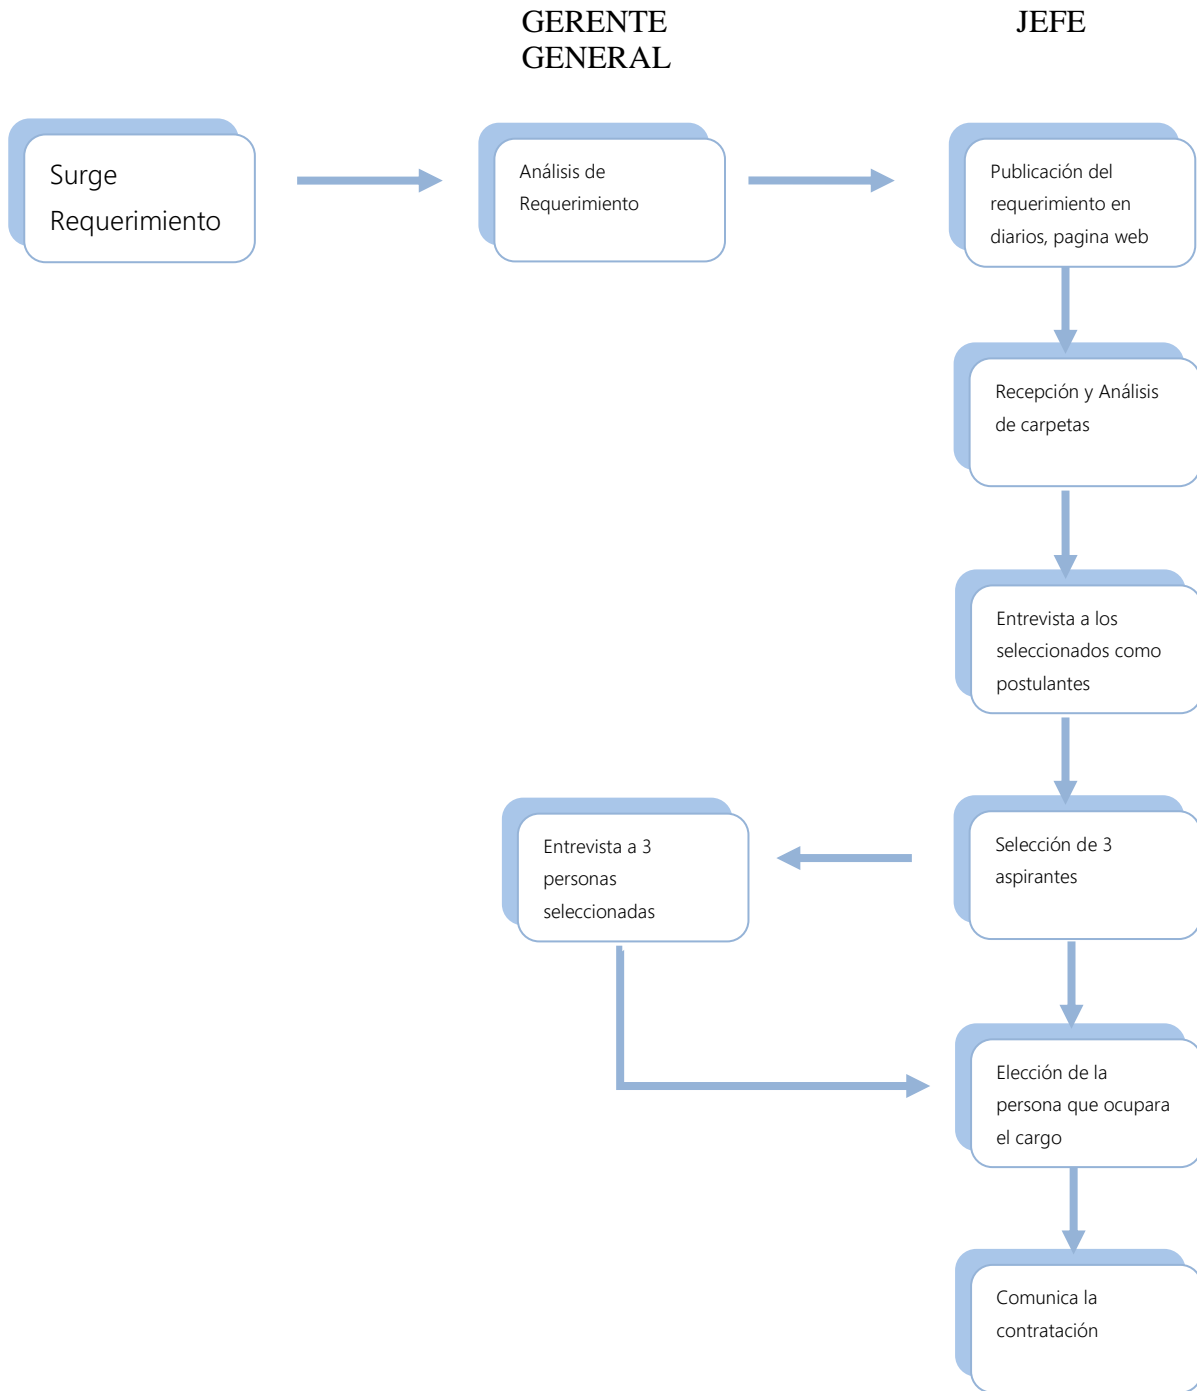 GERENTE
GENERAL
JEFE
Surge
Requerimiento
Análisis de
Requerimiento
Publicación del
requerimiento en
diarios, pagina web
Recepción y Análisis
de carpetas
Entrevista a los
seleccionados como
postulantes
Selección de 3
aspirantes
Entrevista a 3
personas
seleccionadas
Elección de la
persona que ocupara
el cargo
Comunica la
contratación